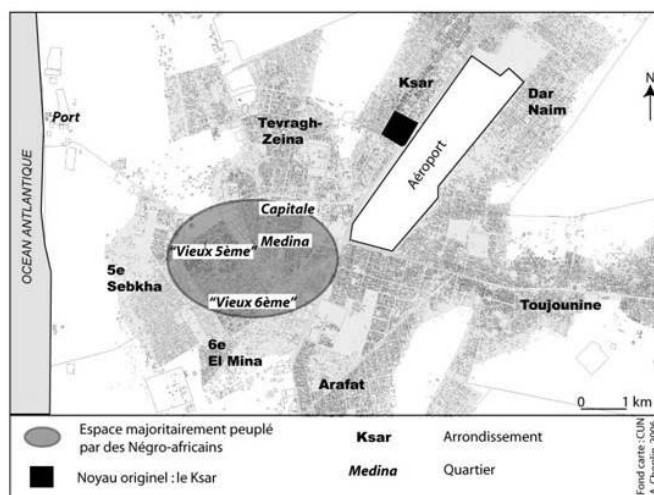 Ksar
N
Dar
Naim
Port
Tevragh-
Zeina
Aéroport
OCEAN ANTLANTIQUE
Capitale
Medina
"Vieux 5ème"
5e
Sebkha
"Vieux 6ème"
Toujounine
6e
El Mina
Arafat
0 1 km
Espace majoritairement peuplé
par des Négro-africains
Noyau originel : le Ksar
Ksar Arrondissement
Medina Quartier
Fond carte : CUN
A. Choplin 2006